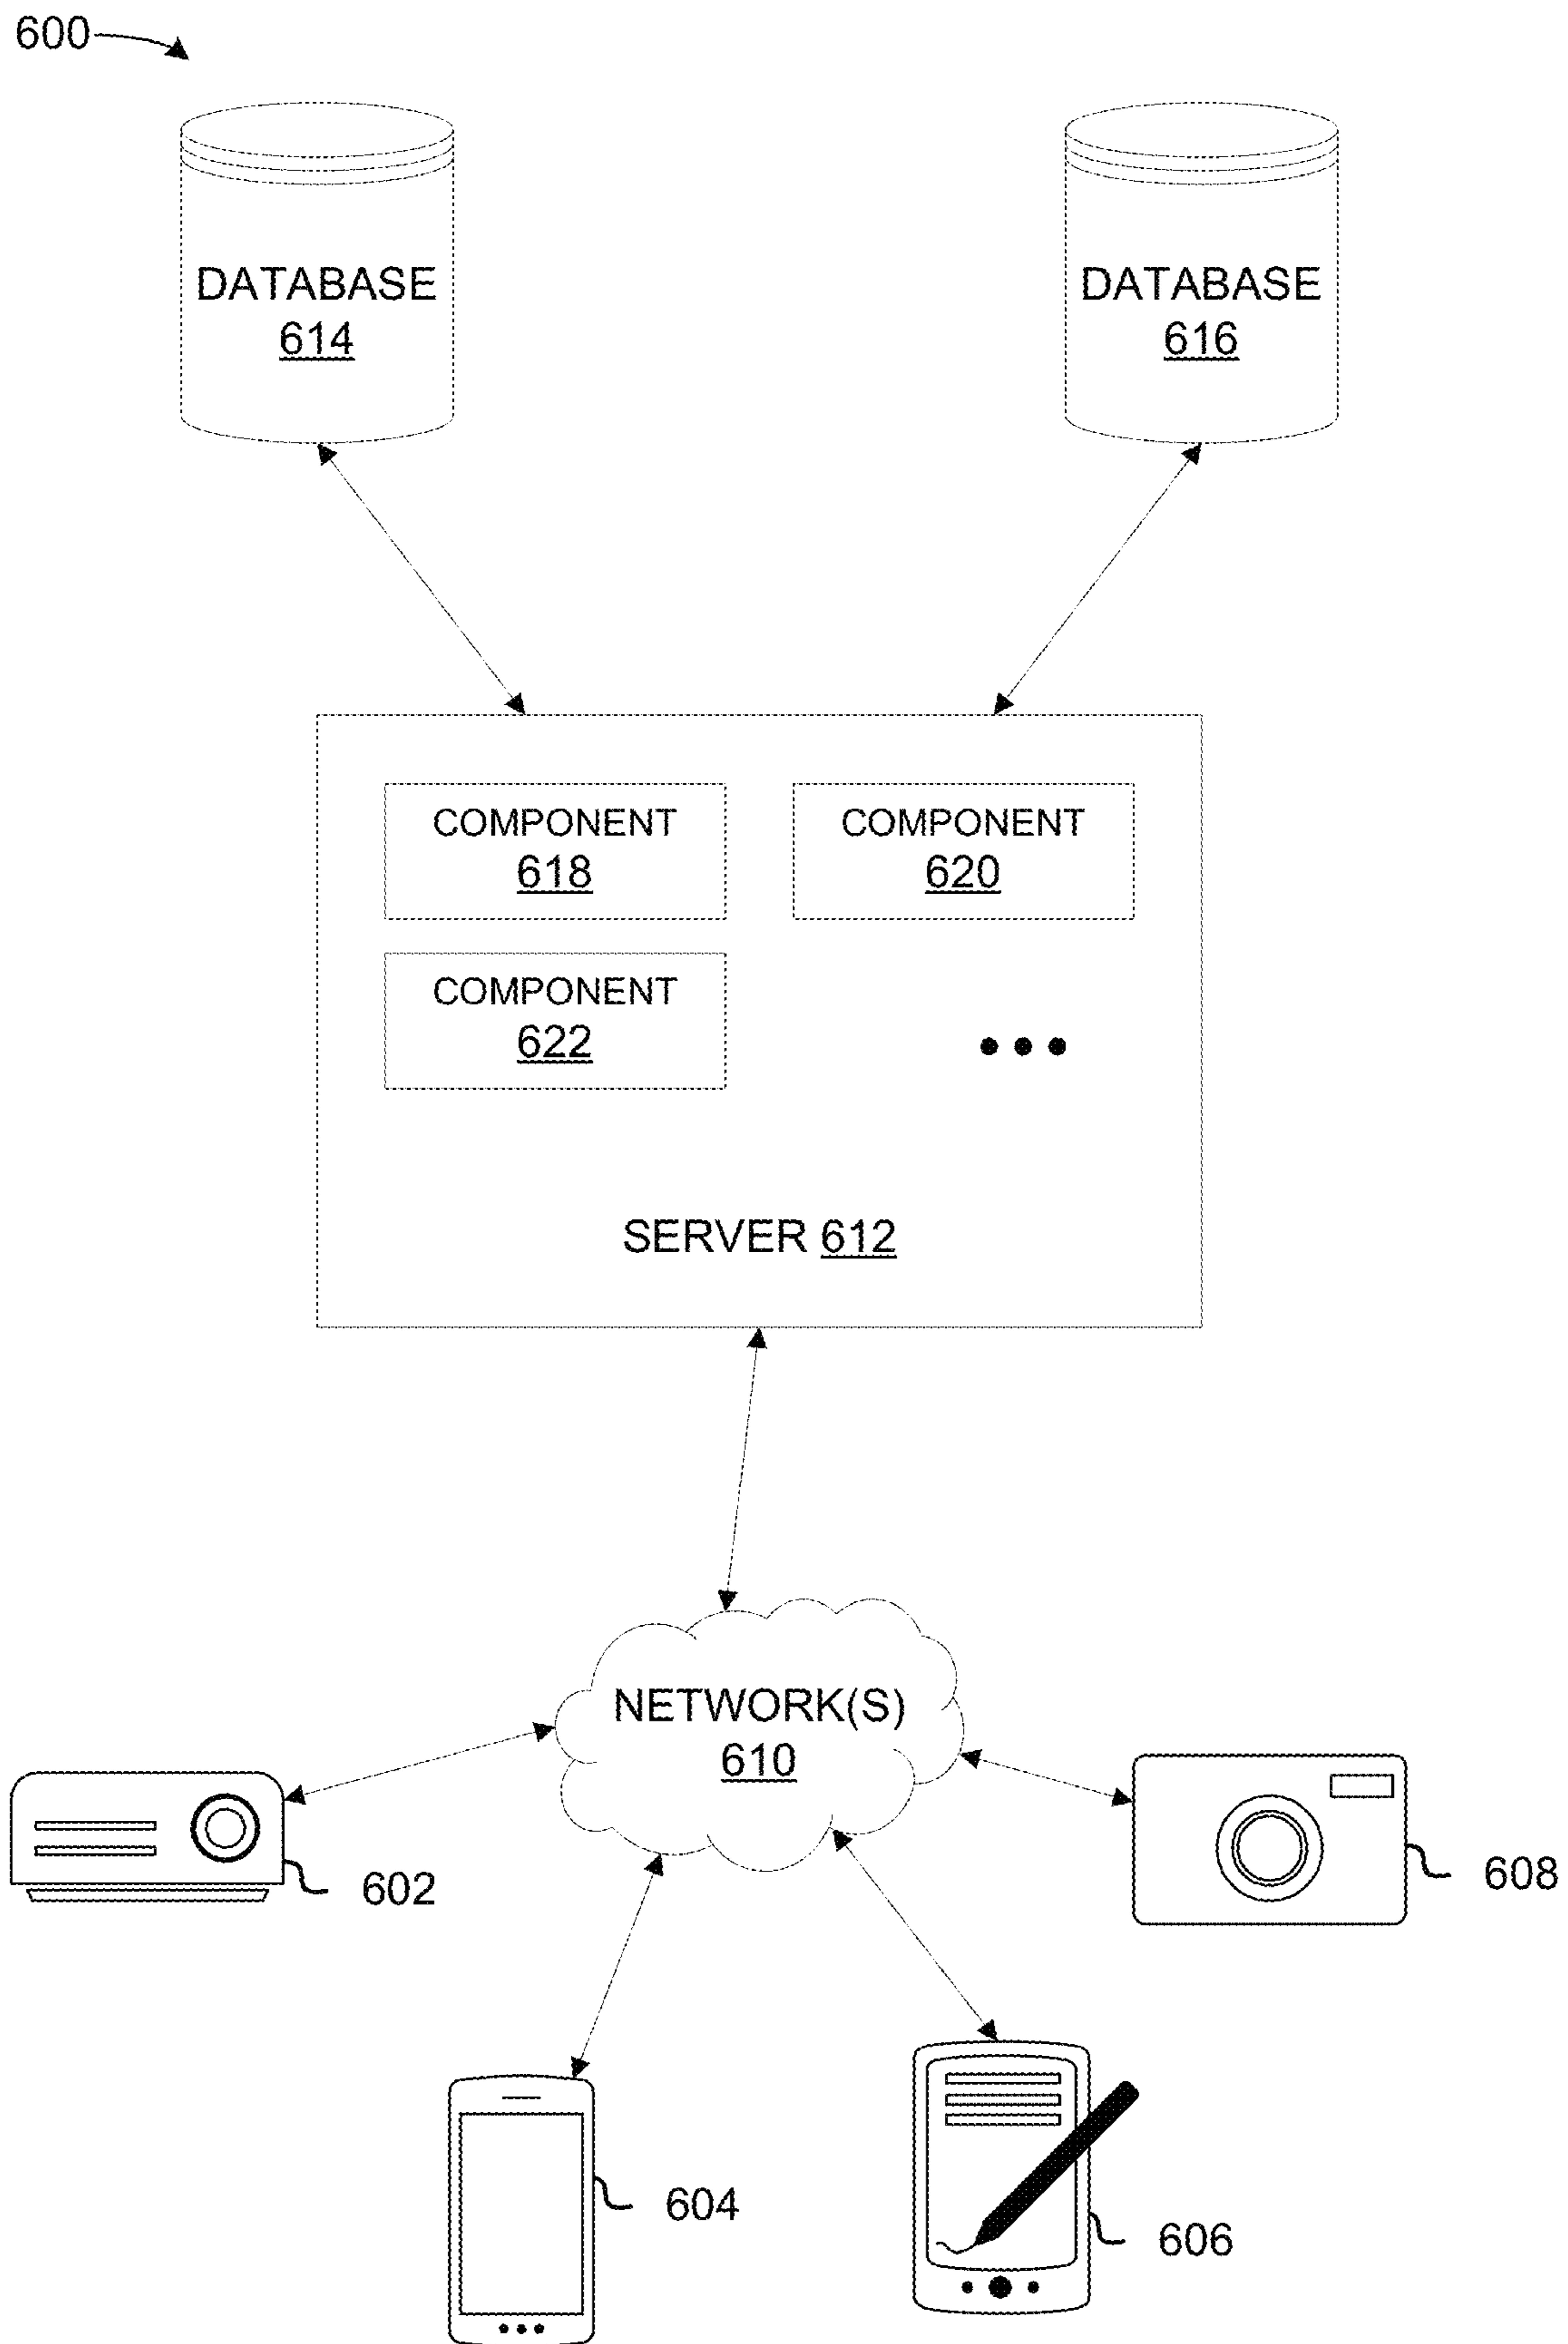 600
DATABASE
614
DATABASE
616
COMPONENT
618
COMPONENT
620
COMPONENT
622
SERVER 612
NETWORK(S)
610
602
608
604
606